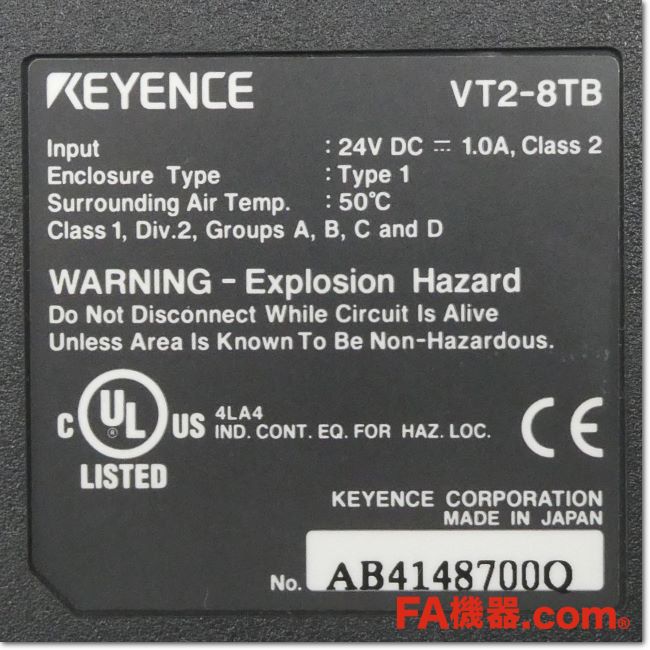 KEYENCE VT2-8TB
Input : 24V DC ⎓ 1.0A, Class 2
Enclosure Type : Type 1
Surrounding Air Temp. : 50℃
Class 1, Div.2, Groups A, B, C and D
WARNING - Explosion Hazard
Do Not Disconnect While Circuit Is Alive
Unless Area Is Known To Be Non-Hazardous.
C UL ® US
LISTED
4LA4
IND. CONT. EQ. FOR HAZ. LOC.
CE
KEYENCE CORPORATION
MADE IN JAPAN
No. AB4148700Q
FA機器.com®